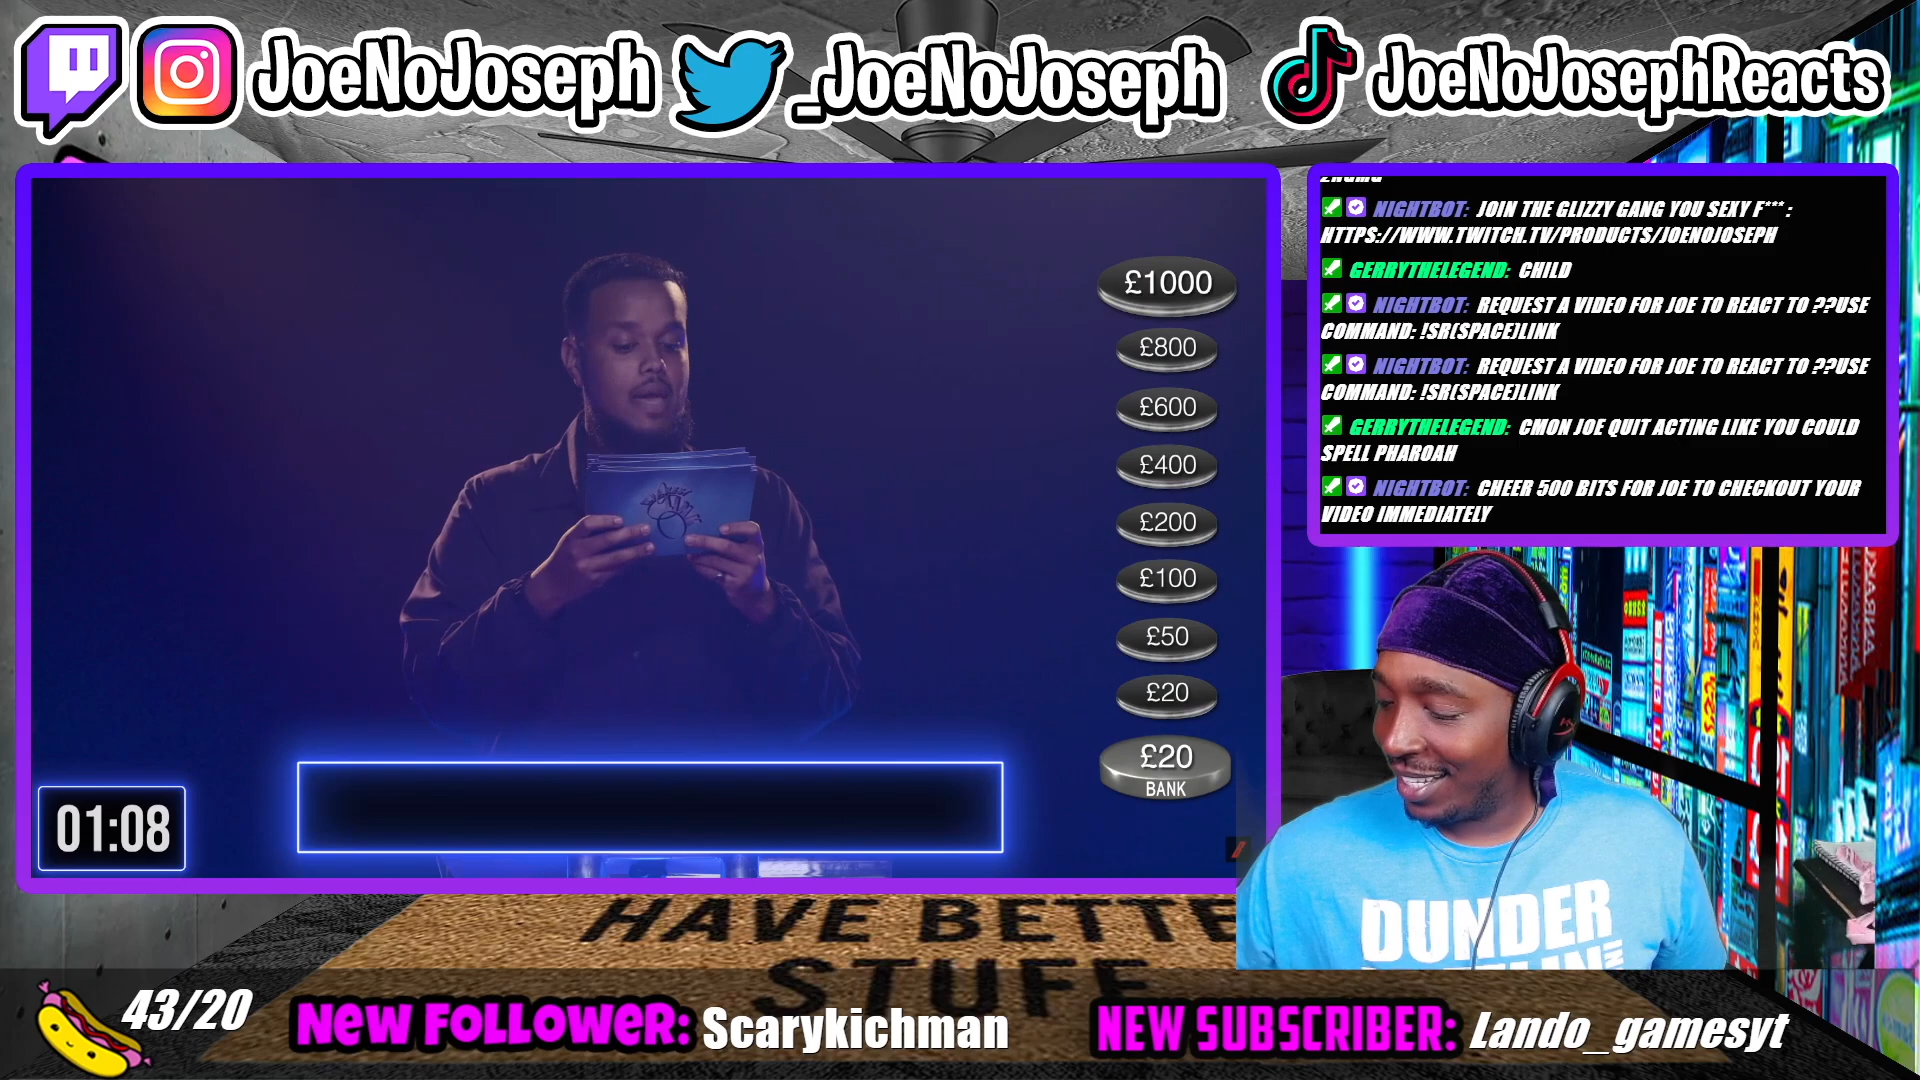 JoeNoJoseph
_JoeNoJoseph
JoeNoJosephReacts
NIGHTBOT: JOIN THE GLIZZY GANG YOU SEXY F*** :
HTTPS://WWW.TWITCH.TV/PRODUCTS/JOENOJOSEPH
GERRYTHELEGEND: CHILD
NIGHTBOT: REQUEST A VIDEO FOR JOE TO REACT TO ??USE
COMMAND: !SR(SPACE)LINK
NIGHTBOT: REQUEST A VIDEO FOR JOE TO REACT TO ??USE
COMMAND: !SR(SPACE)LINK
GERRYTHELEGEND: CMON JOE QUIT ACTING LIKE YOU COULD
SPELL PHAROAH
NIGHTBOT: CHEER 500 BITS FOR JOE TO CHECKOUT YOUR
VIDEO IMMEDIATELY
£1000
£800
£600
£400
£200
£100
£50
£20
£20
BANK
01:08
DUNDER
HAVE BETTE
STUFF
43/20
NEW FOLLOWER: Scarykichman
NEW SUBSCRIBER: Lando_gamesyt